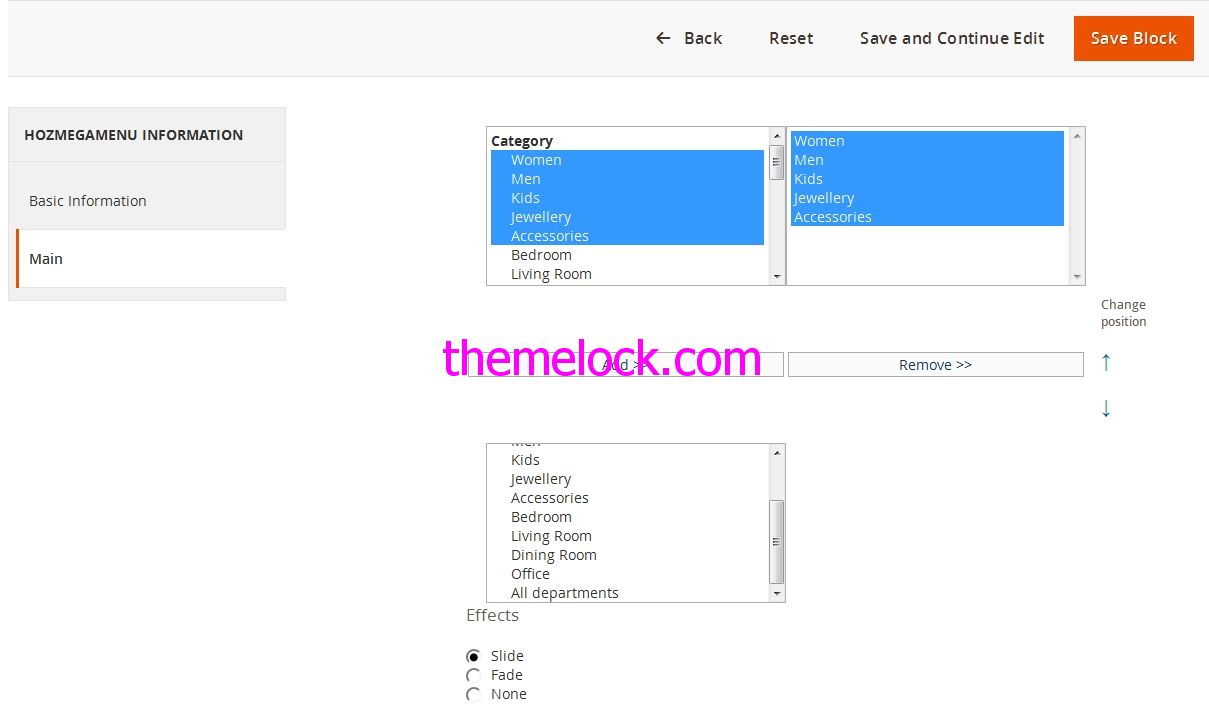 ← Back Reset Save and Continue Edit Save Block
HOZMEGAMENU INFORMATION
Basic Information
Main
Category
Women
Men
Kids
Jewellery
Accessories
Bedroom
Living Room
Women
Men
Kids
Jewellery
Accessories
Change
position
themelock.com
Add >>
Remove >>
↑
↓
Men
Kids
Jewellery
Accessories
Bedroom
Living Room
Dining Room
Office
All departments
Effects
Slide
Fade
None